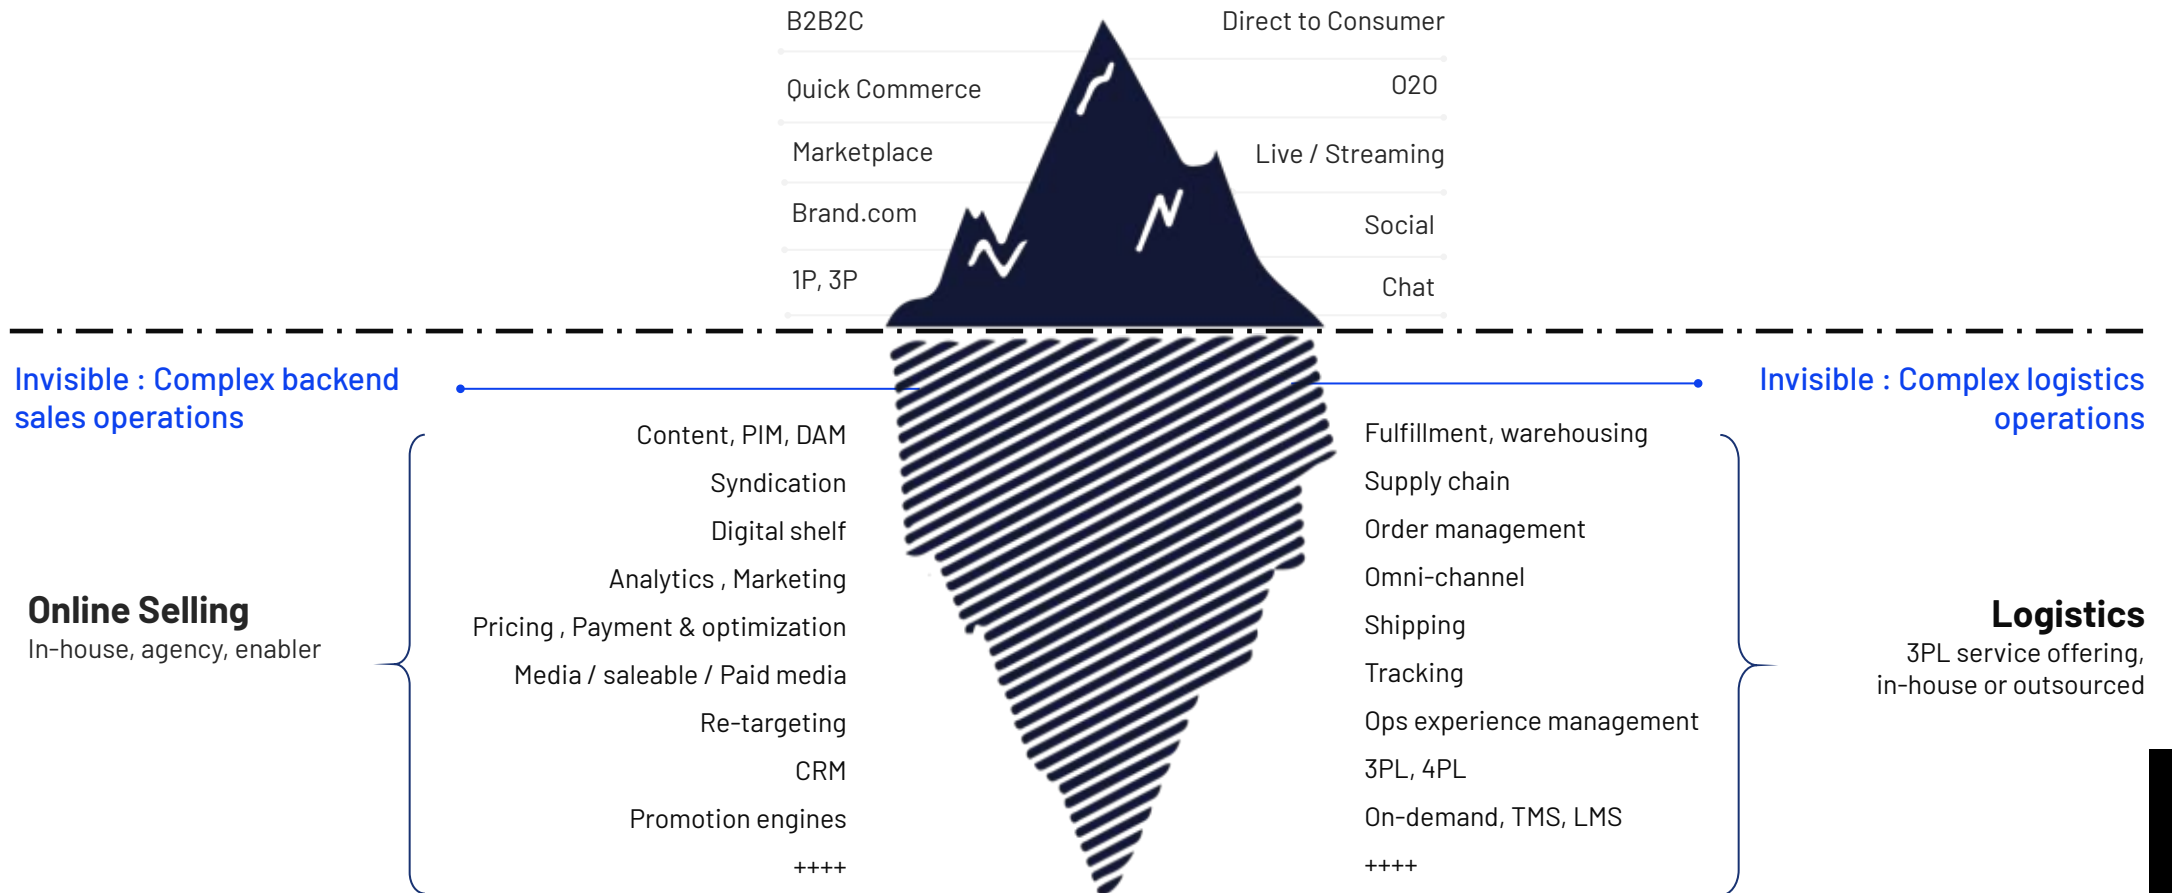 B2B2C
Quick Commerce
Marketplace
Brand.com
1P, 3P
Direct to Consumer
O2O
Live / Streaming
Social
Chat
Invisible : Complex backend
sales operations
Online Selling
In-house, agency, enabler
Content, PIM, DAM
Syndication
Digital shelf
Analytics , Marketing
Pricing , Payment & optimization
Media / saleable / Paid media
Re-targeting
CRM
Promotion engines
++++
Fulfillment, warehousing
Supply chain
Order management
Omni-channel
Shipping
Tracking
Ops experience management
3PL, 4PL
On-demand, TMS, LMS
++++
Invisible : Complex logistics
operations
Logistics
3PL service offering,
in-house or outsourced